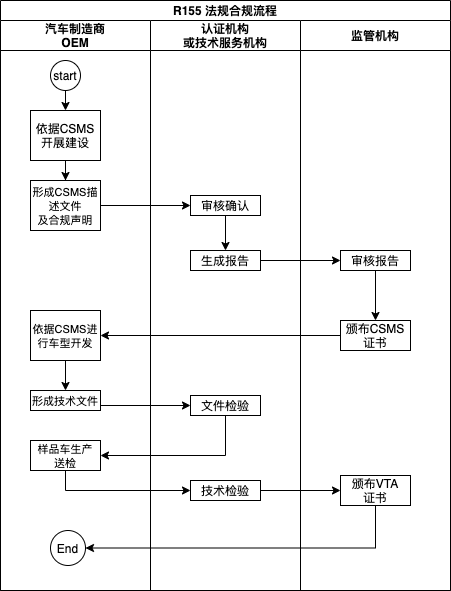 R155 法规合规流程
汽车制造商
OEM
认证机构
或技术服务机构
监管机构
start
依据CSMS
开展建设
形成CSMS描
述文件
及合规声明
审核确认
生成报告
审核报告
颁布CSMS
证书
依据CSMS进
行车型开发
形成技术文件
文件检验
样品车生产
送检
技术检验
颁布VTA
证书
End